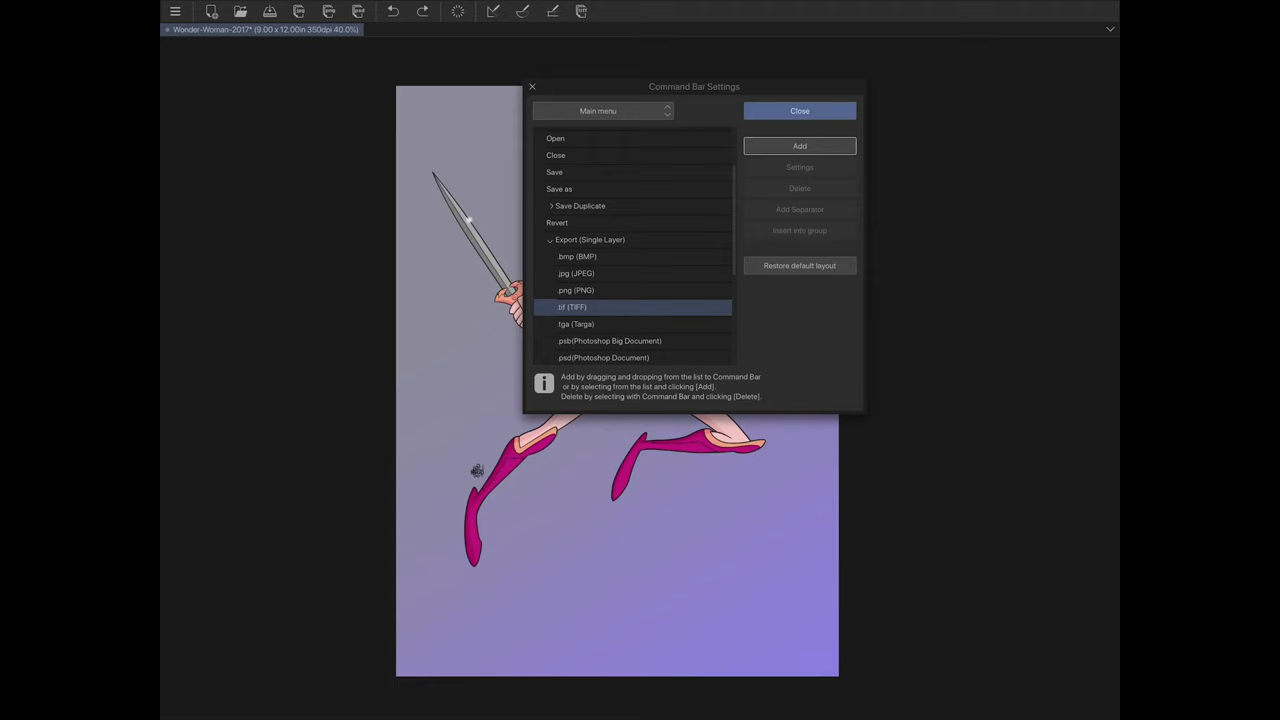 Wonder-Woman-2017* (9.00 x 12.00in 350dpi 40.0%)
Command Bar Settings
Main menu
Close
Open
Close
Save
Save as
Save Duplicate
Revert
Export (Single Layer)
.bmp (BMP)
.jpg (JPEG)
.png (PNG)
.tif (TIFF)
.tga (Targa)
.psb(Photoshop Big Document)
.psd(Photoshop Document)
Add
Settings
Delete
Add Separator
Insert into group
Restore default layout
Add by dragging and dropping from the list to Command Bar
or by selecting from the list and clicking [Add].
Delete by selecting with Command Bar and clicking [Delete].